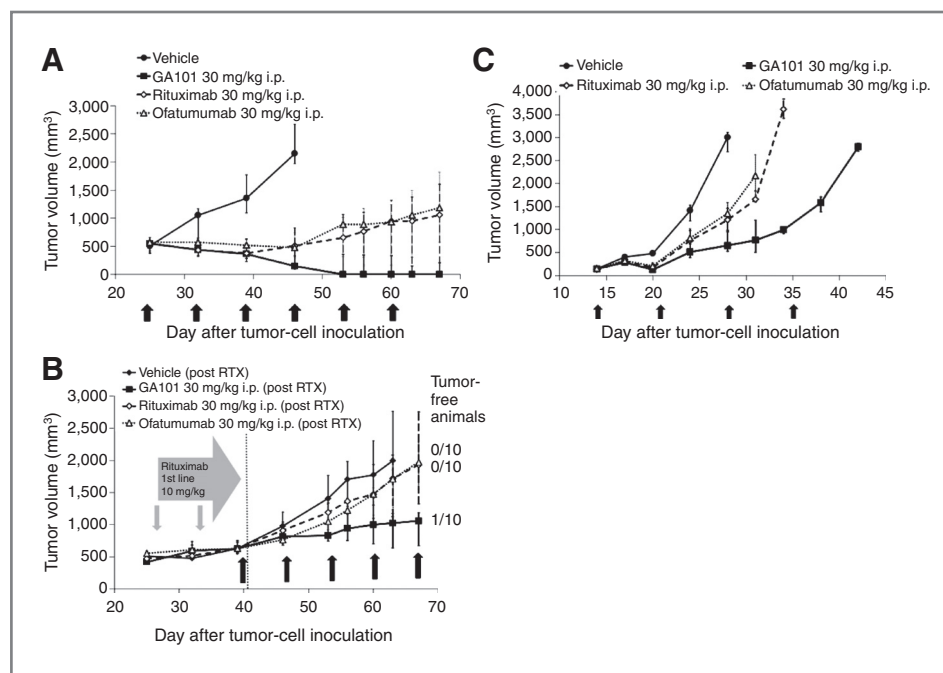 A
Vehicle
GA101 30 mg/kg i.p.
Rituximab 30 mg/kg i.p.
Ofatumumab 30 mg/kg i.p.
Tumor volume (mm³)
3,000
2,500
2,000
1,500
1,000
500
0
20 30 40 50 60 70
Day after tumor-cell inoculation
C
Vehicle
GA101 30 mg/kg i.p.
Rituximab 30 mg/kg i.p.
Ofatumumab 30 mg/kg i.p.
Tumor volume (mm³)
4,000
3,500
3,000
2,500
2,000
1,500
1,000
500
0
10 15 20 25 30 35 40 45
Day after tumor-cell inoculation
B
Vehicle (post RTX)
GA101 30 mg/kg i.p. (post RTX)
Rituximab 30 mg/kg i.p. (post RTX)
Ofatumumab 30 mg/kg i.p. (post RTX)
Tumor volume (mm³)
3,000
2,500
2,000
1,500
1,000
500
0
Rituximab
1st line
10 mg/kg
Tumor-
free
animals
0/10
0/10
1/10
20 30 40 50 60 70
Day after tumor-cell inoculation